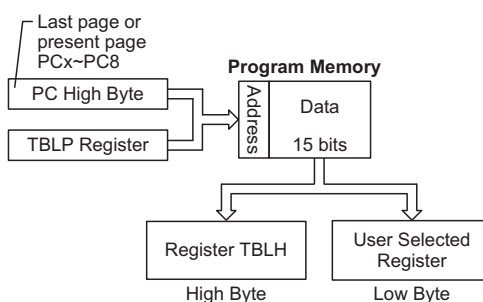 Last page or
present page
PCx~PC8
Program Memory
PC High Byte
TBLP Register
Address
Data
15 bits
Register TBLH
User Selected
Register
High Byte
Low Byte